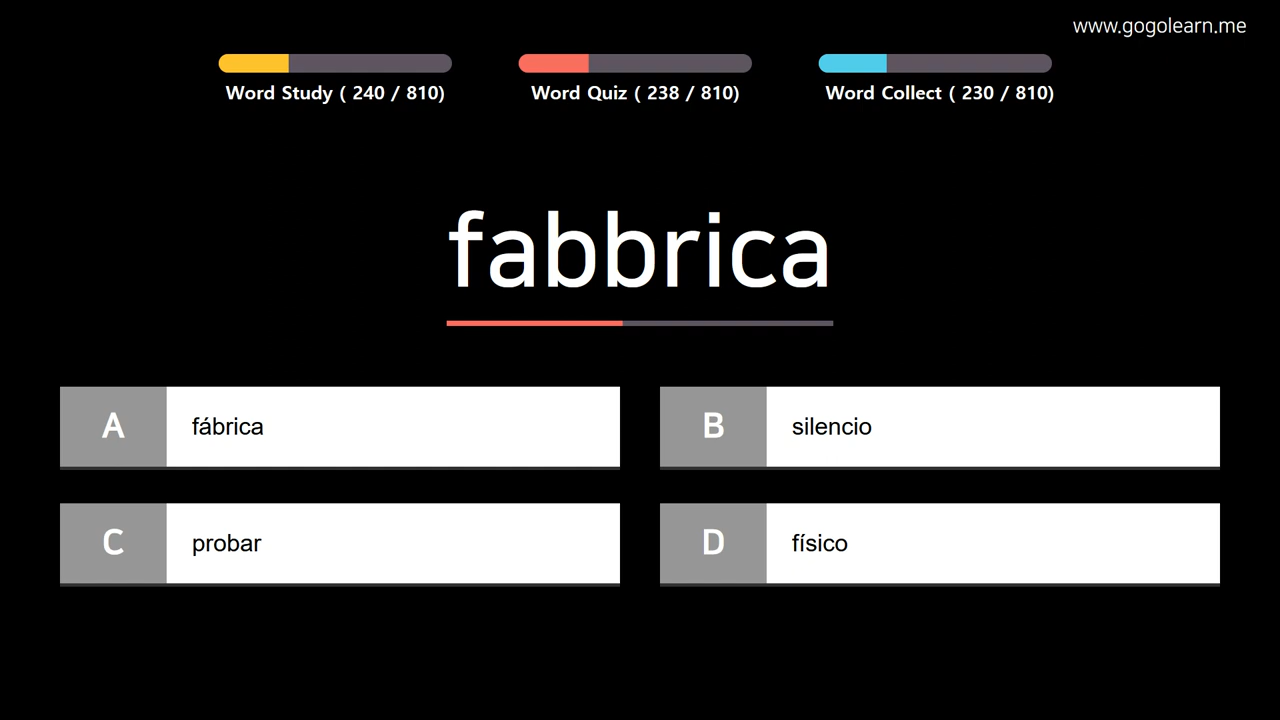 www.gogolearn.me
Word Study ( 240 / 810)
Word Quiz ( 238 / 810)
Word Collect ( 230 / 810)
fabbrica
A fábrica
B silencio
C probar
D físico